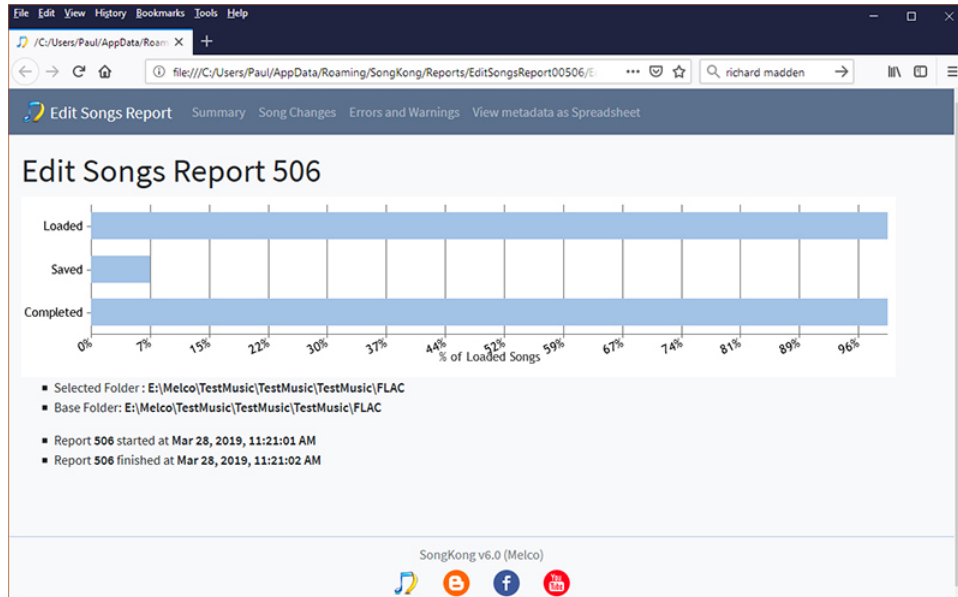 File Edit View History Bookmarks Tools Help
/C:/Users/Paul/AppData/Roam
file:///C:/Users/Paul/AppData/Roaming/SongKong/Reports/EditSongsReport00506/E
richard madden
Edit Songs Report Summary Song Changes Errors and Warnings View metadata as Spreadsheet
Edit Songs Report 506
Loaded
Saved
Completed
0% 7% 15% 22% 30% 37% 44% 52% 59% 67% 74% 81% 89% 96%
% of Loaded Songs
Selected Folder : E:\Melco\TestMusic\TestMusic\TestMusic\FLAC
Base Folder: E:\Melco\TestMusic\TestMusic\TestMusic\FLAC
Report 506 started at Mar 28, 2019, 11:21:01 AM
Report 506 finished at Mar 28, 2019, 11:21:02 AM
SongKong v6.0 (Melco)
You Tube